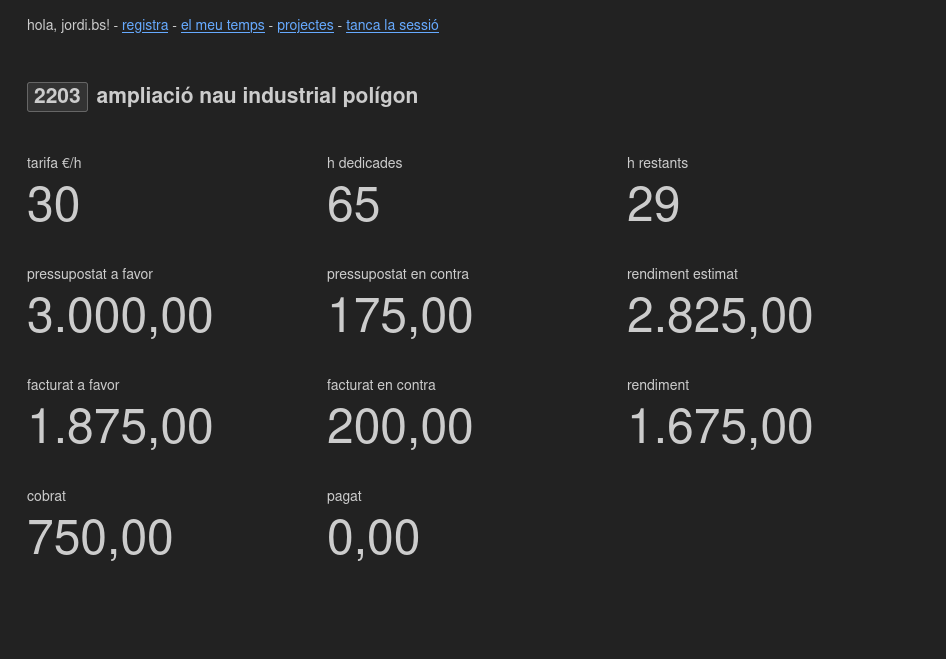 hola, jordi.bs! - registra - el meu temps - projectes - tanca la sessió
2203 ampliació nau industrial polígon
tarifa €/h h dedicades h restants
30 65 29
pressupostat a favor pressupostat en contra rendiment estimat
3.000,00 175,00 2.825,00
facturat a favor facturat en contra rendiment
1.875,00 200,00 1.675,00
cobrat pagat
750,00 0,00